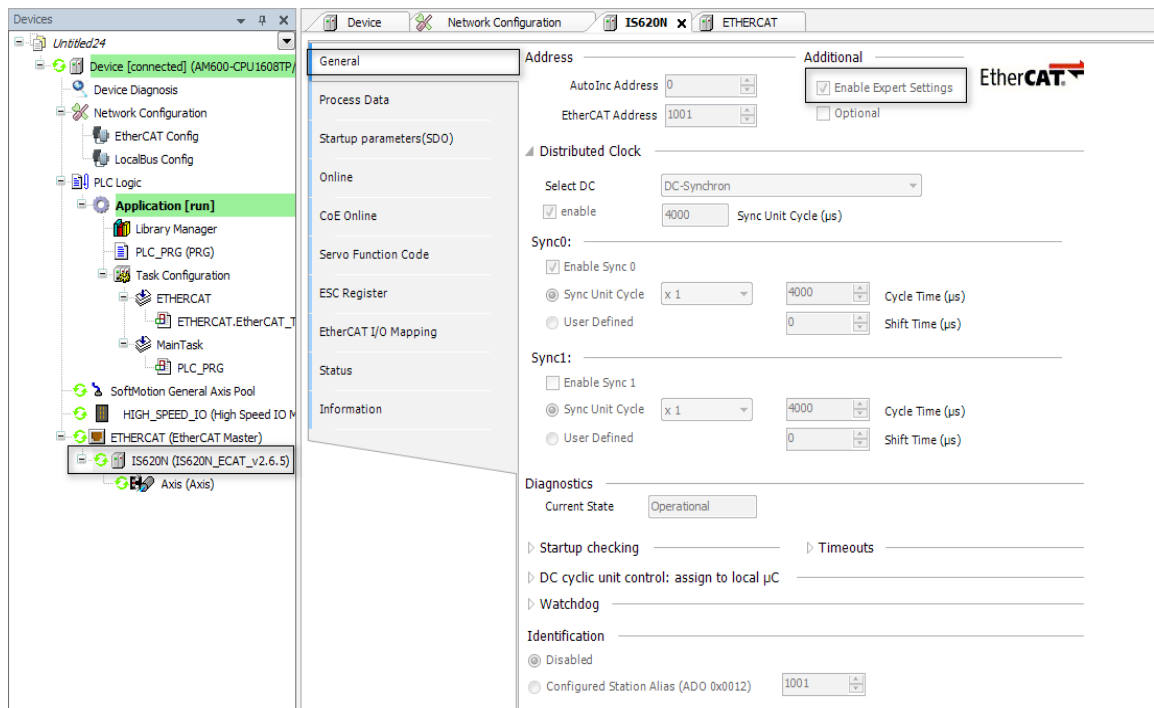 Devices
Untitled24
Device [connected] (AM600-CPU1608TP/
Device Diagnosis
Network Configuration
EtherCAT Config
LocalBus Config
PLC Logic
Application [run]
Library Manager
PLC_PRG (PRG)
Task Configuration
ETHERCAT
ETHERCAT.EtherCAT_T
MainTask
PLC_PRG
SoftMotion General Axis Pool
HIGH_SPEED_IO (High Speed IO M
ETHERCAT (EtherCAT Master)
IS620N (IS620N_ECAT_v2.6.5)
Axis (Axis)
Device Network Configuration IS620N ETHERCAT
General
Process Data
Startup parameters(SDO)
Online
CoE Online
Servo Function Code
ESC Register
EtherCAT I/O Mapping
Status
Information
Address Additional
AutoInc Address 0 Enable Expert Settings EtherCAT.
EtherCAT Address 1001 Optional
Distributed Clock
Select DC DC-Synchron
enable 4000 Sync Unit Cycle (µs)
Sync0:
Enable Sync 0
Sync Unit Cycle x 1 4000 Cycle Time (µs)
User Defined 0 Shift Time (µs)
Sync1:
Enable Sync 1
Sync Unit Cycle x 1 4000 Cycle Time (µs)
User Defined 0 Shift Time (µs)
Diagnostics
Current State Operational
Startup checking Timeouts
DC cyclic unit control: assign to local µC
Watchdog
Identification
Disabled
Configured Station Alias (ADO 0x0012) 1001